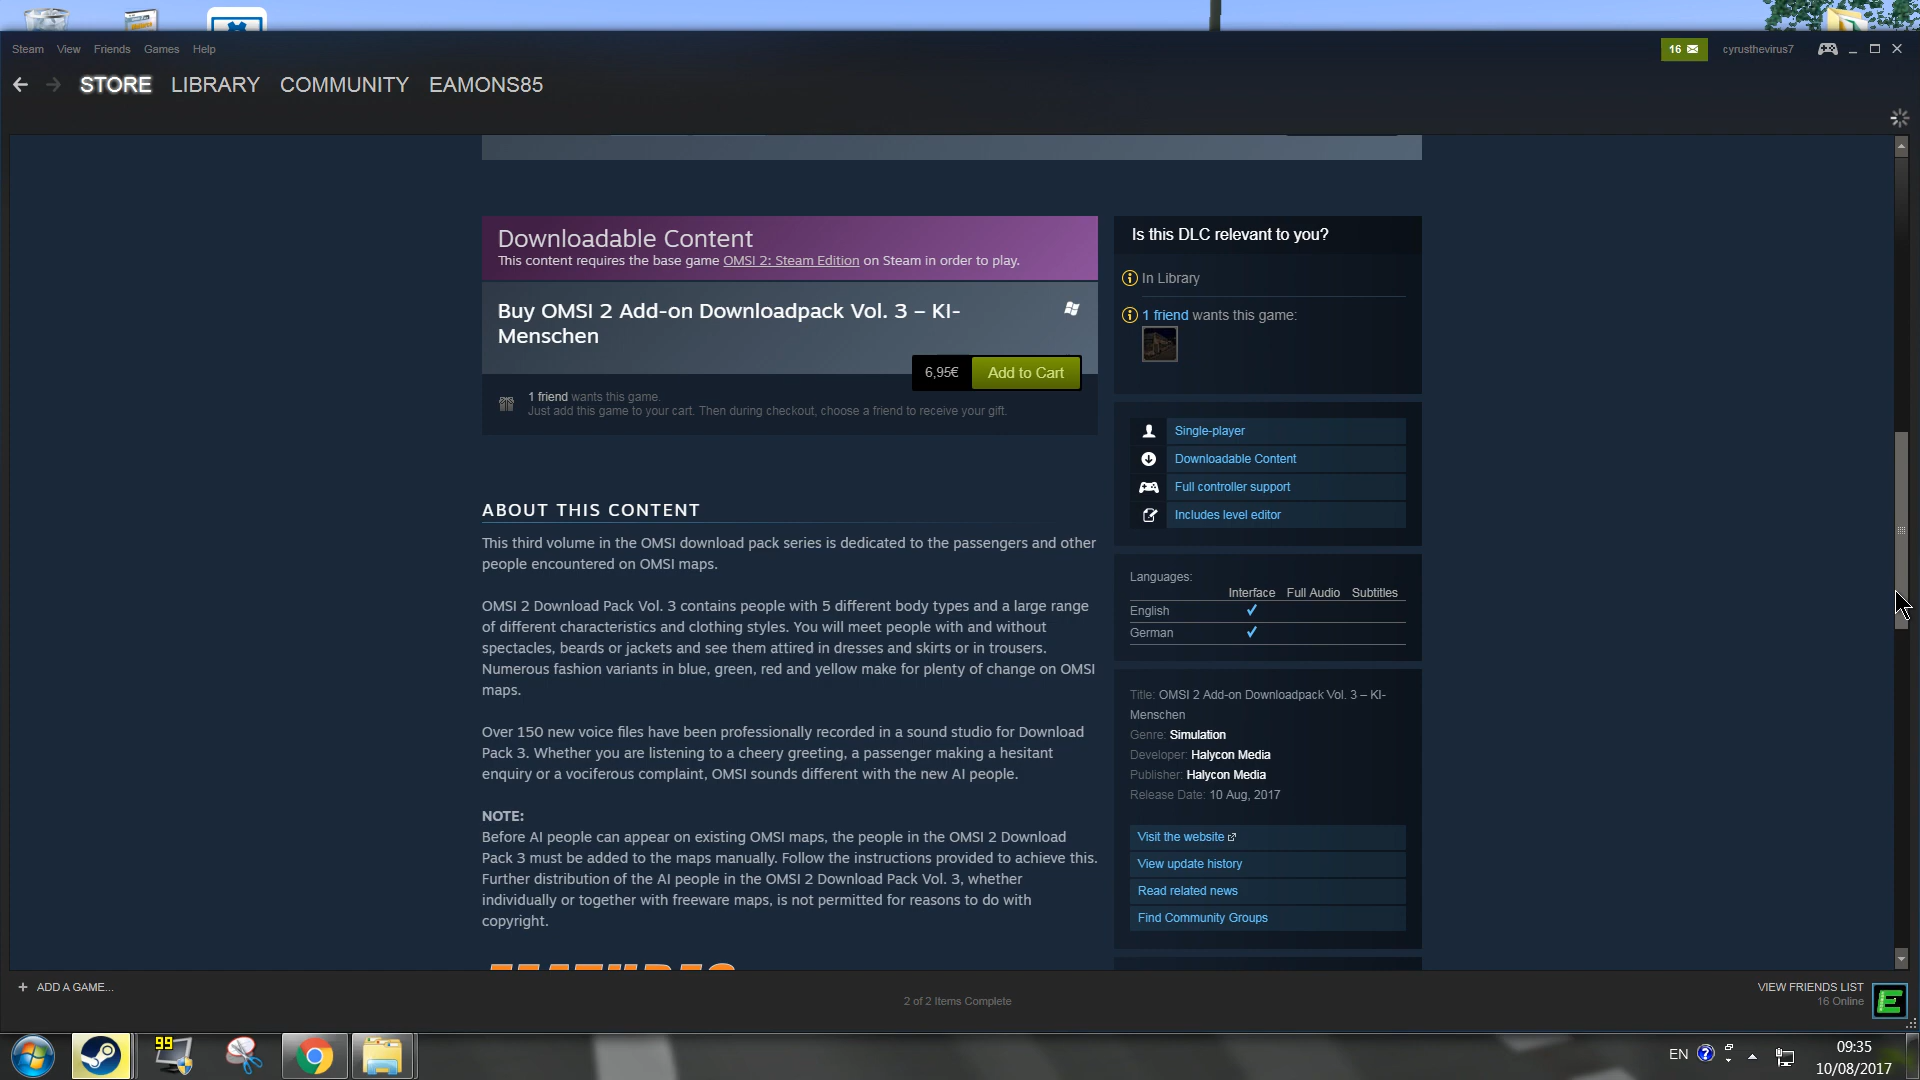 Steam View Friends Games Help
16
cyrusthevirus7
STORE LIBRARY COMMUNITY EAMONS85
Downloadable Content
This content requires the base game OMSI 2: Steam Edition on Steam in order to play.
Buy OMSI 2 Add-on Downloadpack Vol. 3 – KI-
Menschen
6,95€ Add to Cart
1 friend wants this game.
Just add this game to your cart. Then during checkout, choose a friend to receive your gift.
ABOUT THIS CONTENT
This third volume in the OMSI download pack series is dedicated to the passengers and other
people encountered on OMSI maps.
OMSI 2 Download Pack Vol. 3 contains people with 5 different body types and a large range
of different characteristics and clothing styles. You will meet people with and without
spectacles, beards or jackets and see them attired in dresses and skirts or in trousers.
Numerous fashion variants in blue, green, red and yellow make for plenty of change on OMSI
maps.
Over 150 new voice files have been professionally recorded in a sound studio for Download
Pack 3. Whether you are listening to a cheery greeting, a passenger making a hesitant
enquiry or a vociferous complaint, OMSI sounds different with the new AI people.
NOTE:
Before AI people can appear on existing OMSI maps, the people in the OMSI 2 Download
Pack 3 must be added to the maps manually. Follow the instructions provided to achieve this.
Further distribution of the AI people in the OMSI 2 Download Pack Vol. 3, whether
individually or together with freeware maps, is not permitted for reasons to do with
copyright.
FEATURES
Is this DLC relevant to you?
In Library
1 friend wants this game:
Single-player
Downloadable Content
Full controller support
Includes level editor
Languages:
Interface Full Audio Subtitles
English ✓
German ✓
Title: OMSI 2 Add-on Downloadpack Vol. 3 – KI-
Menschen
Genre: Simulation
Developer: Halycon Media
Publisher: Halycon Media
Release Date: 10 Aug, 2017
Visit the website
View update history
Read related news
Find Community Groups
+ ADD A GAME...
2 of 2 Items Complete
VIEW FRIENDS LIST
16 Online
E
99
EN
09:35
10/08/2017